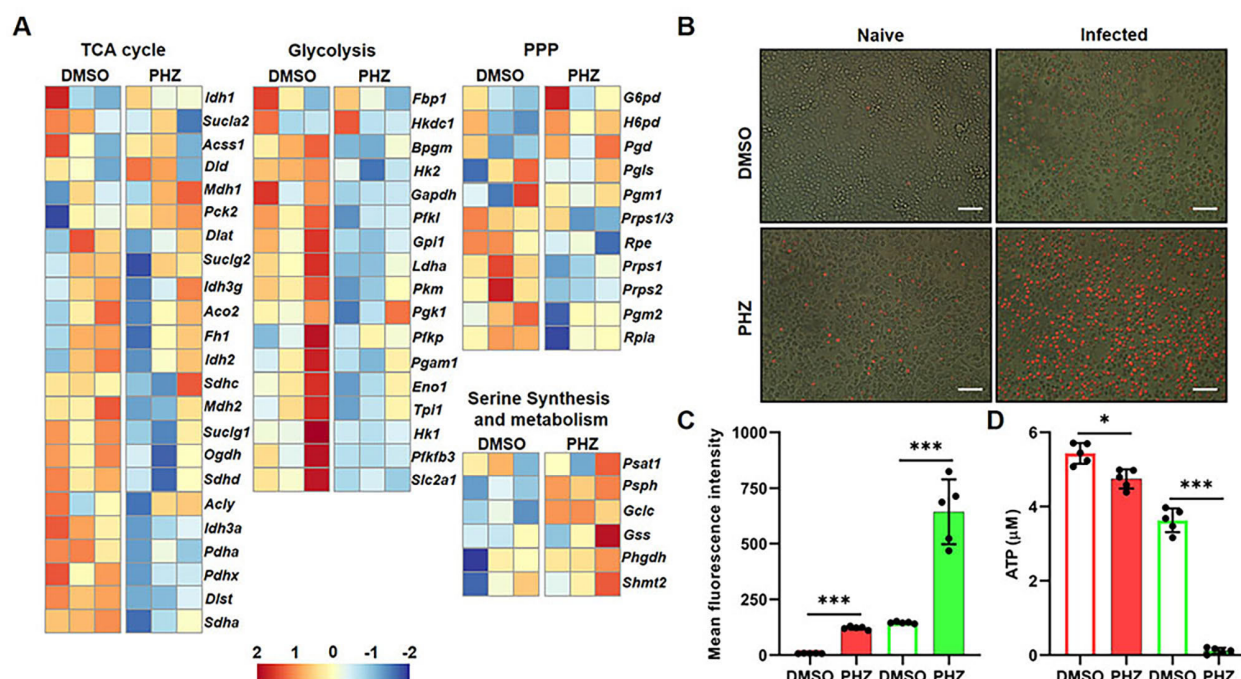 A
TCA cycle
DMSO PHZ
Idh1
Sucla2
Acss1
Dld
Mdh1
Pck2
Dlat
Suclg2
Idh3g
Aco2
Fh1
Idh2
Sdhc
Mdh2
Suclg1
Ogdh
Sdhd
Acly
Idh3a
Pdha
Pdhx
Dlst
Sdha
Glycolysis
DMSO PHZ
Fbp1
Hkdc1
Bpgm
Hk2
Gapdh
Pfkl
Gpi1
Ldha
Pkm
Pgk1
Pfkp
Pgam1
Eno1
Tpi1
Hk1
Pfkfb3
Slc2a1
PPP
DMSO PHZ
G6pd
H6pd
Pgd
Pgls
Pgm1
Prps1/3
Rpe
Prps1
Prps2
Pgm2
Rpia
Serine Synthesis
and metabolism
DMSO PHZ
Psat1
Psph
Gclc
Gss
Phgdh
Shmt2
2 1 0 -1 -2
B
Naive Infected
DMSO
PHZ
C
Mean fluorescence intensity
1000
750
500
250
0
*** ***
DMSO PHZ DMSO PHZ
D
ATP (μM)
6
4
2
0
* ***
DMSO PHZ DMSO PHZ